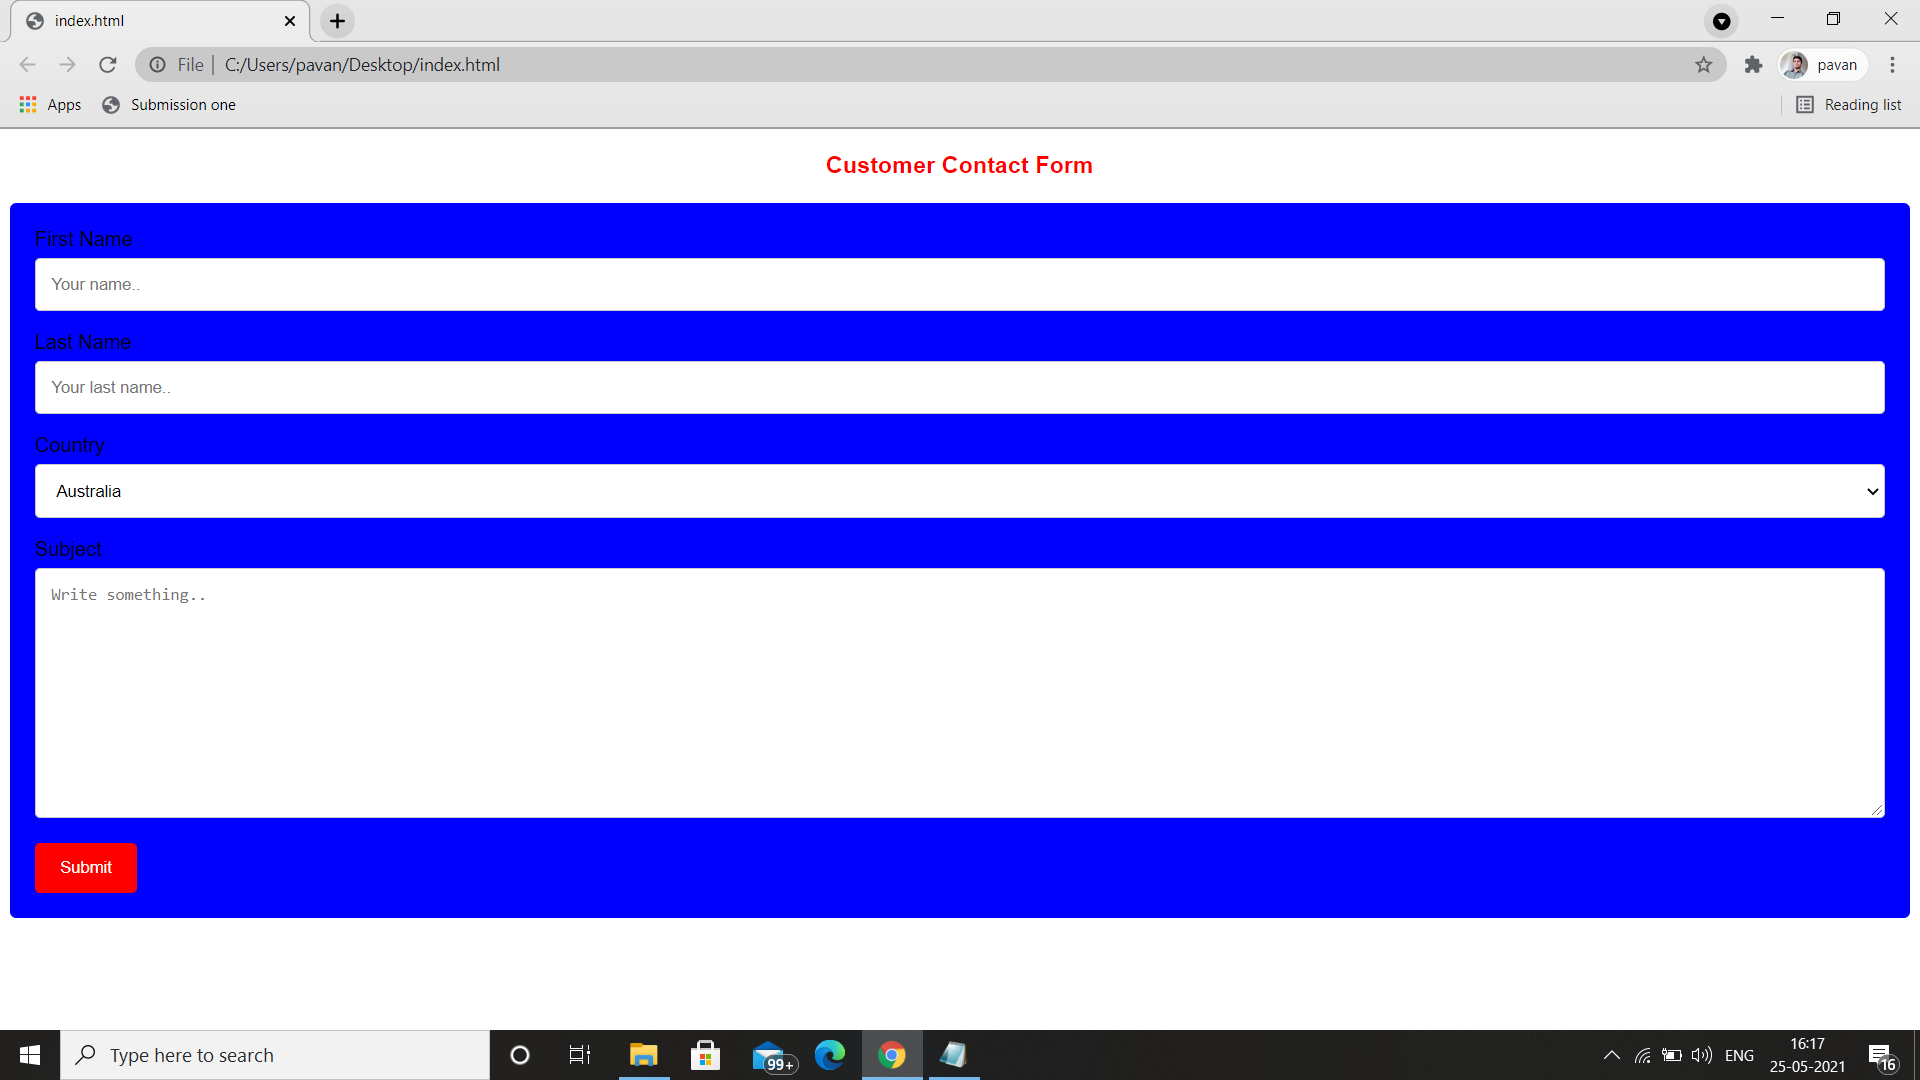 index.html
File | C:/Users/pavan/Desktop/index.html
pavan
Apps
Submission one
Reading list
Customer Contact Form
First Name
Your name..
Last Name
Your last name..
Country
Australia
Subject
Write something..
Submit
Type here to search
99+
ENG
16:17
25-05-2021
16